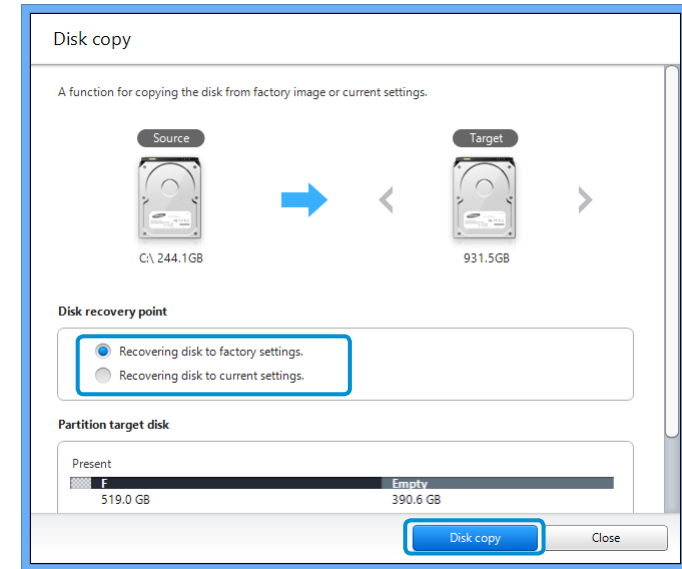 Disk copy
A function for copying the disk from factory image or current settings.
Source
Target
C:\ 244.1GB
931.5GB
Disk recovery point
Recovering disk to factory settings.
Recovering disk to current settings.
Partition target disk
Present
F
Empty
519.0 GB
390.6 GB
Disk copy
Close